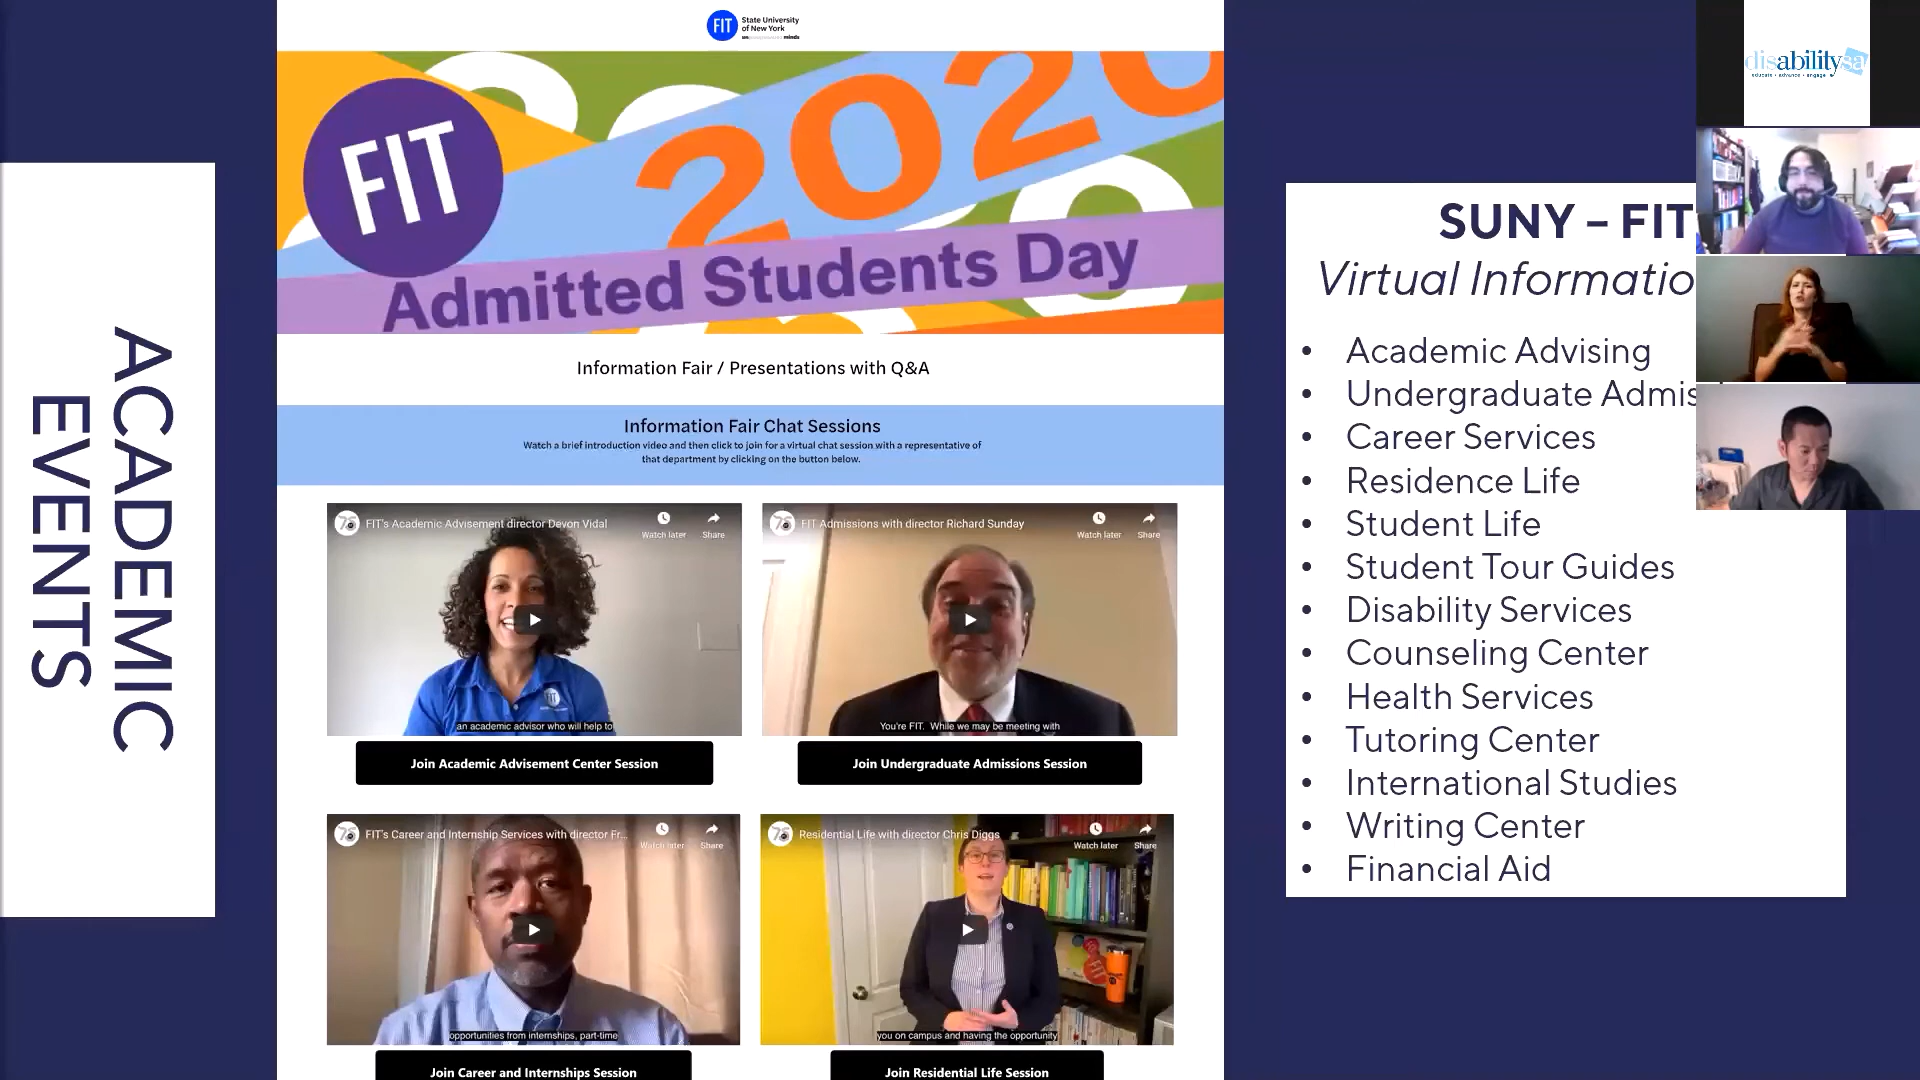 ACADEMIC
EVENTS
FIT
State University
of New York
FIT
2020
Admitted Students Day
Information Fair / Presentations with Q&A
Information Fair Chat Sessions
Watch a brief introduction video and then click to join for a virtual chat session with a representative of
that department by clicking on the button below.
FIT's Academic Advisement director Devon Vidal
Watch later
Share
an academic advisor who will help to
Join Academic Advisement Center Session
FIT Admissions with director Richard Sunday
Watch later
Share
You're FIT. While we may be meeting with
Join Undergraduate Admissions Session
FIT's Career and Internship Services with director Fr...
Watch later
Share
opportunities from internships, part-time
Join Career and Internships Session
Residential Life with director Chris Diggs
Watch later
Share
FIT
you on campus and having the opportunity
Join Residential Life Session
SUNY – FIT
Virtual Informatio
• Academic Advising
• Undergraduate Admis
• Career Services
• Residence Life
• Student Life
• Student Tour Guides
• Disability Services
• Counseling Center
• Health Services
• Tutoring Center
• International Studies
• Writing Center
• Financial Aid
disability:sa
educate • advance • engage